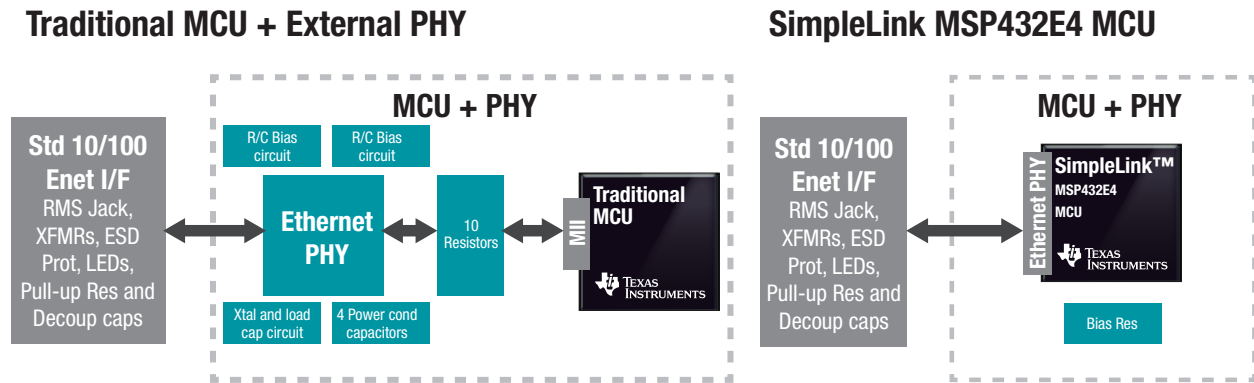 Traditional MCU + External PHY
MCU + PHY
Std 10/100
Enet I/F
RMS Jack,
XFMRs, ESD
Prot, LEDs,
Pull-up Res and
Decoup caps
R/C Bias
circuit
R/C Bias
circuit
Ethernet
PHY
10
Resistors
MII
Traditional
MCU
TEXAS
INSTRUMENTS
Xtal and load
cap circuit
4 Power cond
capacitors
SimpleLink MSP432E4 MCU
MCU + PHY
Std 10/100
Enet I/F
RMS Jack,
XFMRs, ESD
Prot, LEDs,
Pull-up Res and
Decoup caps
Ethernet PHY
SimpleLink™
MSP432E4
MCU
TEXAS
INSTRUMENTS
Bias Res